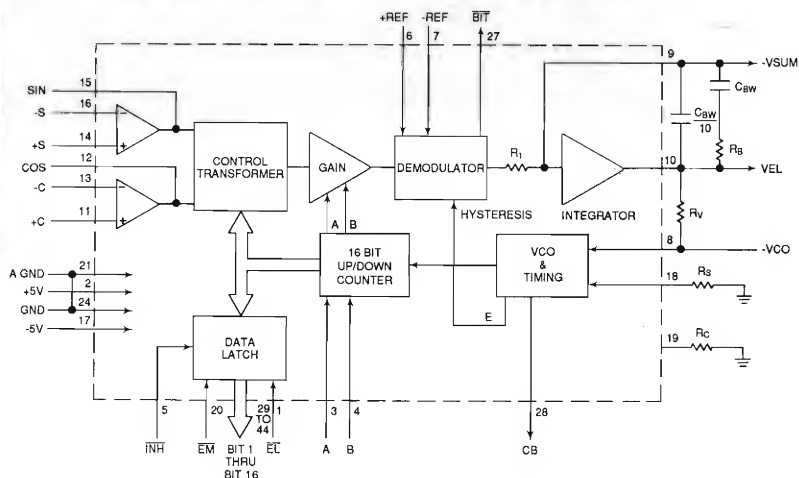 +REF
-REF
BIT
6
7
27
9
-VSUM
SIN
15
-S
16
+S
14
COS
12
-C
13
+C
11
CONTROL
TRANSFORMER
GAIN
DEMODULATOR
R1
INTEGRATOR
CBW
CBW
10
RB
10
VEL
RV
8
-VCO
A
B
HYSTERESIS
16 BIT
UP/DOWN
COUNTER
VCO
&
TIMING
E
18
RS
19
RC
A GND
21
+5V
2
GND
24
-5V
17
DATA
LATCH
5
20
29
TO
44
1
3
4
28
INH
EM
BIT 1
THRU
BIT 16
EL
A
B
CB